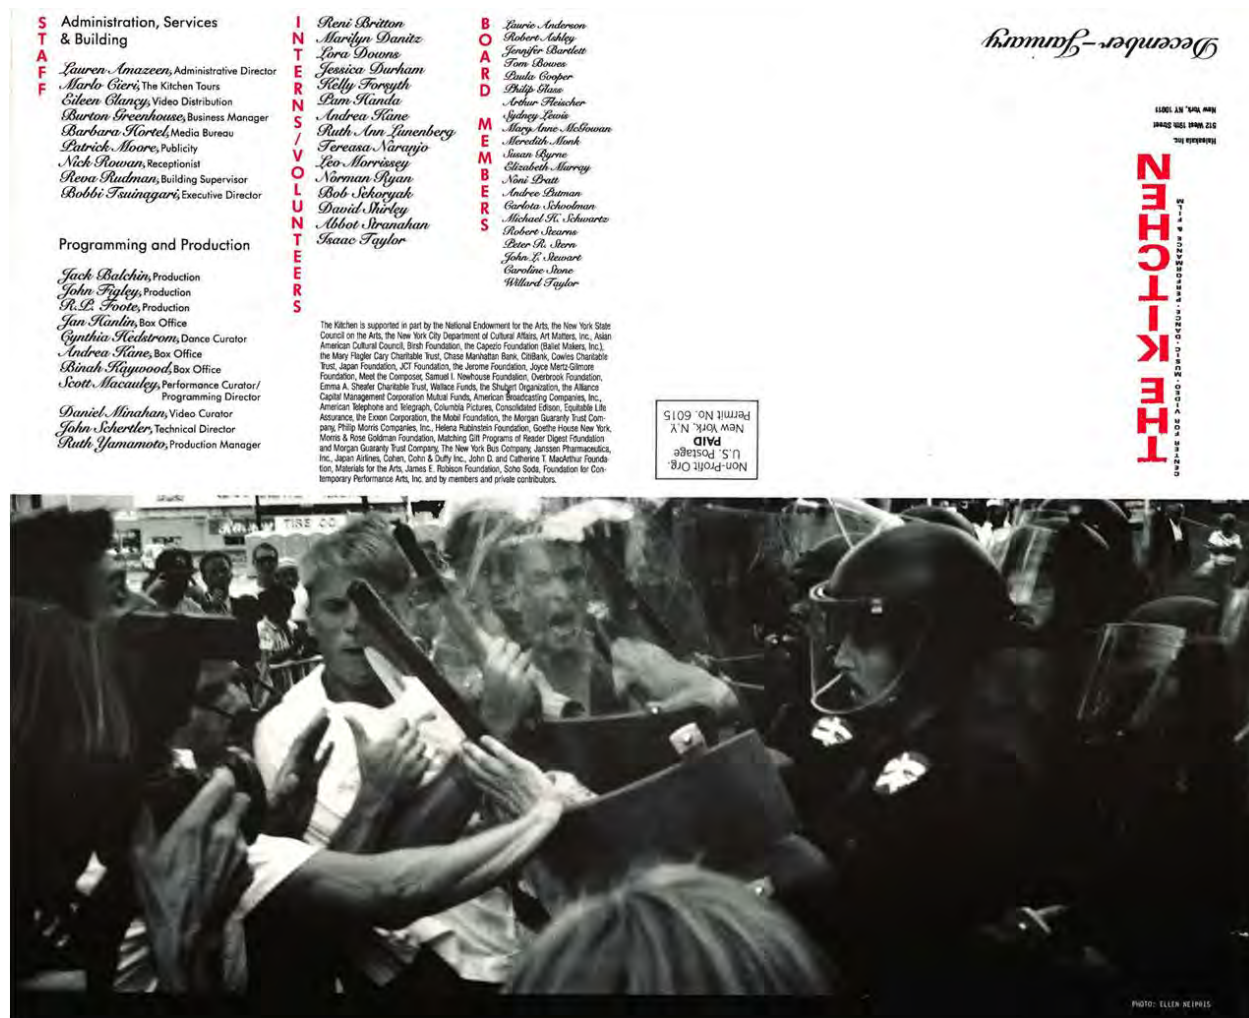 STAFF
Administration, Services
& Building
Lauren Amazeen, Administrative Director
Marlo Cieri, The Kitchen Tours
Eileen Clancy, Video Distribution
Burton Greenhouse, Business Manager
Barbara Hortel, Media Bureau
Patrick Moore, Publicity
Nick Rowan, Receptionist
Reva Rudman, Building Supervisor
Bobbi Tsumagari, Executive Director
Programming and Production
Jack Balchin, Production
John Figley, Production
R.P. Foote, Production
Jan Hanlin, Box Office
Cynthia Hedstrom, Dance Curator
Andrea Kane, Box Office
Binah Haywood, Box Office
Scott Macauley, Performance Curator/
Programming Director
Daniel Minahan, Video Curator
John Schertler, Technical Director
Ruth Yamamoto, Production Manager
INTERNS/VOLUNTEERS
Reni Britton
Marilyn Danitz
Lora Downs
Jessica Durham
Kelly Forsyth
Pam Handa
Andrea Kane
Ruth Ann Lunenberg
Tereasa Naranjo
Leo Morrissey
Norman Ryan
Bob Sekoryak
David Shirley
Abbot Stranahan
Isaac Taylor
BOARD MEMBERS
Laurie Anderson
Robert Ashley
Jennifer Bartlett
Tom Bowes
Paula Cooper
Philip Glass
Arthur Fleischer
Sydney Lewis
Mary Anne McGowan
Meredith Monk
Susan Byrne
Elizabeth Murray
Noni Pratt
Andree Putman
Carlota Schoolman
Michael H. Schwartz
Robert Stearns
Peter R. Stern
John L. Stewart
Caroline Stone
Willard Taylor
The Kitchen is supported in part by the National Endowment for the Arts, the New York State
Council on the Arts, the New York City Department of Cultural Affairs, Art Matters, Inc., Asian
American Cultural Council, Birsh Foundation, the Capezio Foundation (Ballet Makers, Inc.),
the Mary Flagler Cary Charitable Trust, Chase Manhattan Bank, CitiBank, Cowles Charitable
Trust, Japan Foundation, JCT Foundation, the Jerome Foundation, Joyce Mertz-Gilmore
Foundation, Meet the Composer, Samuel I. Newhouse Foundation, Overbrook Foundation,
Emma A. Sheafer Charitable Trust, Wallace Funds, the Shubert Organization, the Alliance
Capital Management Corporation Mutual Funds, American Broadcasting Companies, Inc.,
American Telephone and Telegraph, Columbia Pictures, Consolidated Edison, Equitable Life
Assurance, the Exxon Corporation, the Mobil Foundation, the Morgan Guaranty Trust Com-
pany, Philip Morris Companies, Inc., Helena Rubinstein Foundation, Goethe House New York,
Morris & Rose Goldman Foundation, Matching Gift Programs of Reader Digest Foundation
and Morgan Guaranty Trust Company, The New York Bus Company, Janssen Pharmaceutica,
Inc., Japan Airlines, Cohen, Cohn & Duffy Inc., John D. and Catherine T. MacArthur Founda-
tion, Materials for the Arts, James E. Robison Foundation, Soho Soda, Foundation for Con-
temporary Performance Arts, Inc. and by members and private contributors.
Non-Profit Org.
U.S. Postage
PAID
New York, N.Y.
Permit No. 6015
THE KITCHEN
CENTER FOR VIDEO · MUSIC · DANCE · PERFORMANCE & FILM
Haleakala Inc.
512 West 19th Street
New York, NY 10011
December–January
TIRE CO.
PHOTO: ELLEN NEIPRIS